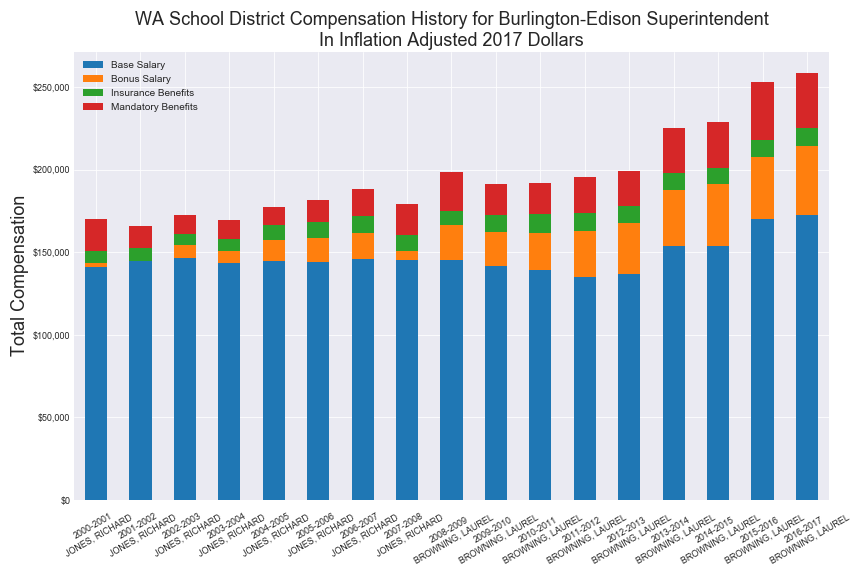 WA School District Compensation History for Burlington-Edison Superintendent
In Inflation Adjusted 2017 Dollars
Base Salary
Bonus Salary
Insurance Benefits
Mandatory Benefits
Total Compensation
$250,000
$200,000
$150,000
$100,000
$50,000
$0
2000-2001
JONES, RICHARD
2001-2002
JONES, RICHARD
2002-2003
JONES, RICHARD
2003-2004
JONES, RICHARD
2004-2005
JONES, RICHARD
2005-2006
JONES, RICHARD
2006-2007
JONES, RICHARD
2007-2008
JONES, RICHARD
2008-2009
BROWNING, LAUREL
2009-2010
BROWNING, LAUREL
2010-2011
BROWNING, LAUREL
2011-2012
BROWNING, LAUREL
2012-2013
BROWNING, LAUREL
2013-2014
BROWNING, LAUREL
2014-2015
BROWNING, LAUREL
2015-2016
BROWNING, LAUREL
2016-2017
BROWNING, LAUREL